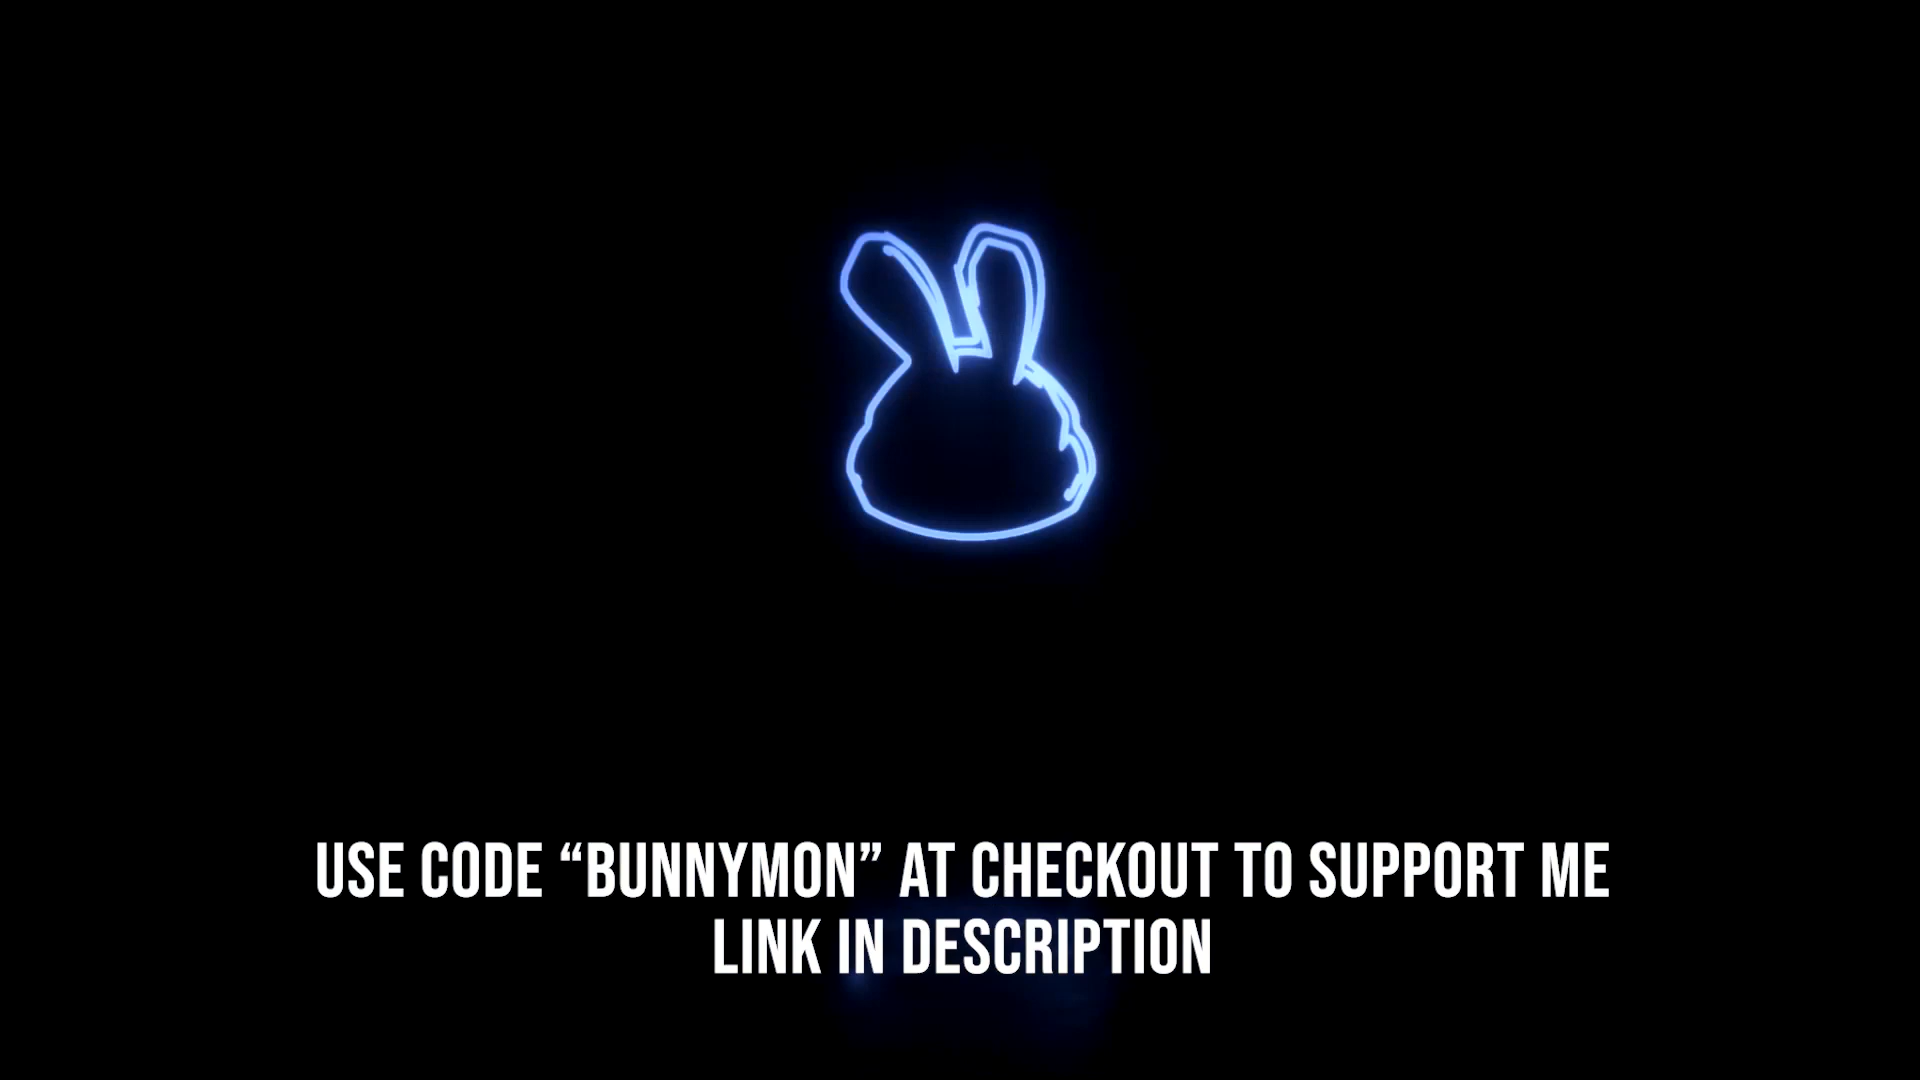 USE CODE “BUNNYMON” AT CHECKOUT TO SUPPORT ME
LINK IN DESCRIPTION